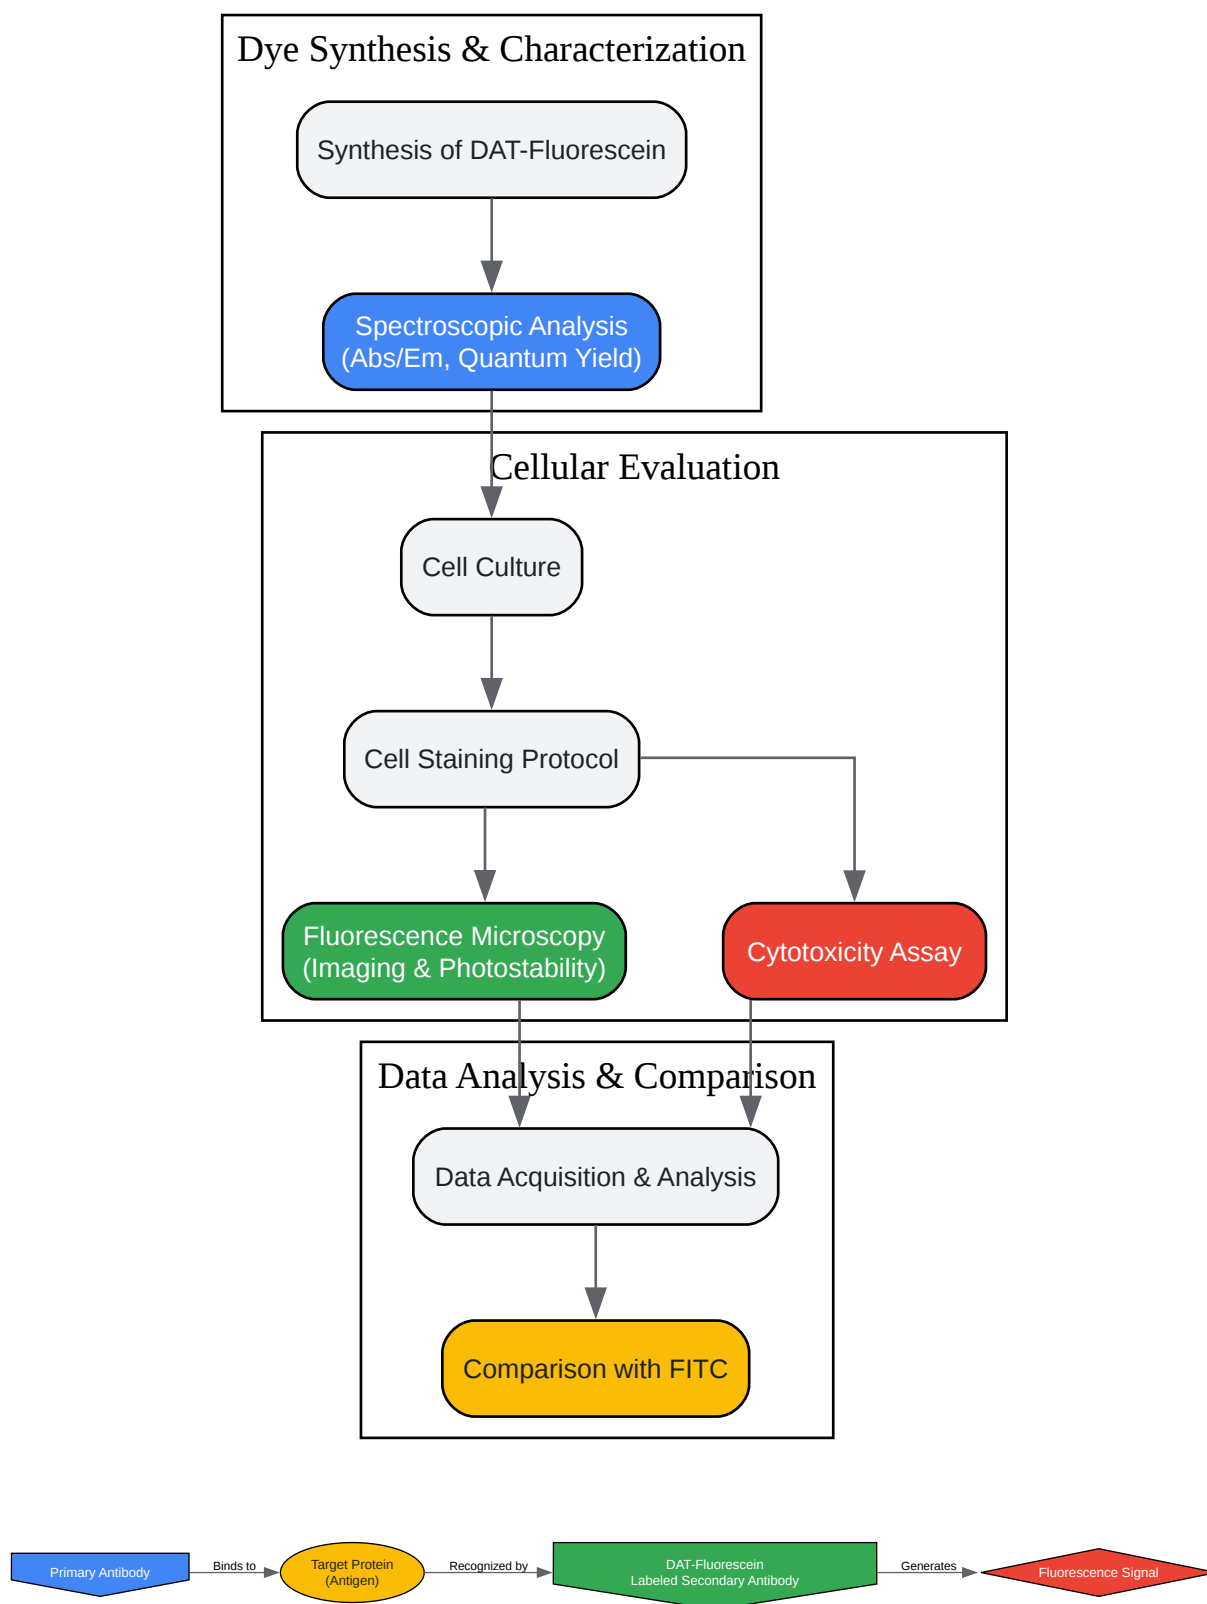 Dye Synthesis & Characterization
Synthesis of DAT-Fluorescein
Spectroscopic Analysis
(Abs/Em, Quantum Yield)
Cellular Evaluation
Cell Culture
Cell Staining Protocol
Fluorescence Microscopy
(Imaging & Photostability)
Cytotoxicity Assay
Data Analysis & Comparison
Data Acquisition & Analysis
Comparison with FITC
Primary Antibody
Binds to
Target Protein
(Antigen)
Recognized by
DAT-Fluorescein
Labeled Secondary Antibody
Generates
Fluorescence Signal